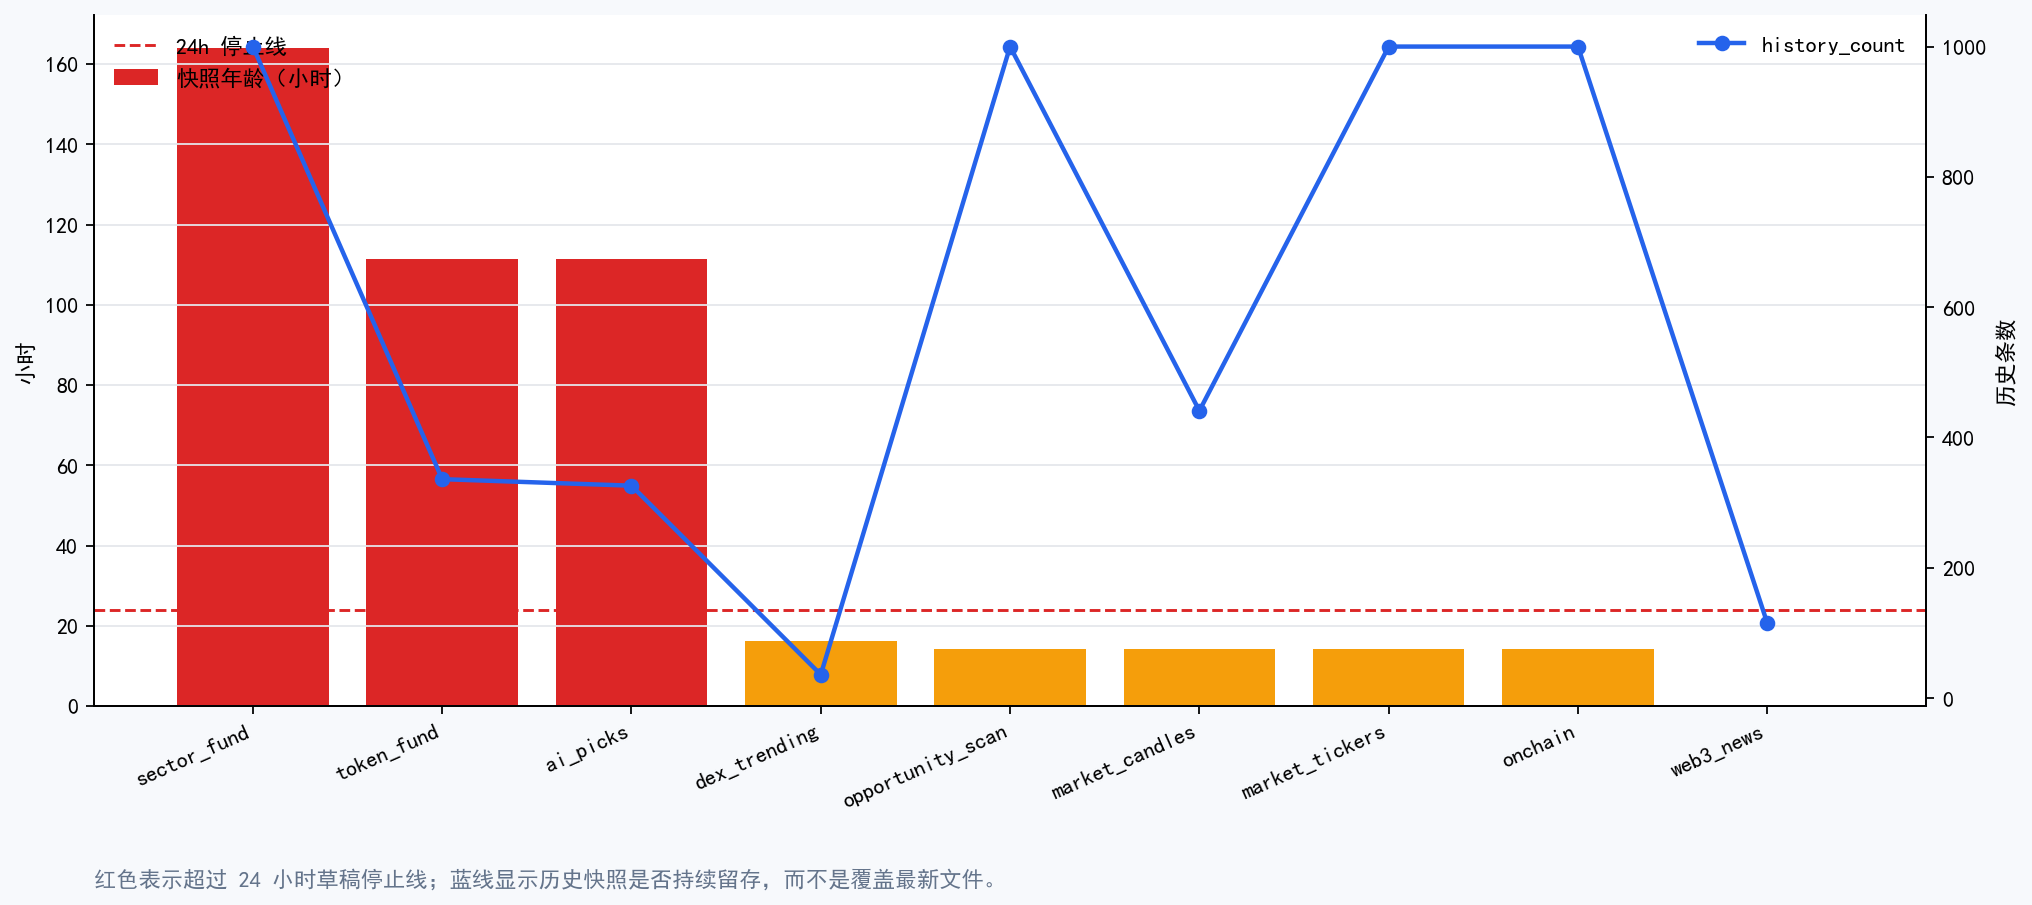 24h 停止线
快照年龄（小时）
history_count
160
140
120
100
80
60
40
20
0
小时
1000
800
600
400
200
0
历史条数
sector_fund
token_fund
ai_picks
dex_trending
opportunity_scan
market_candles
market_tickers
onchain
web3_news
红色表示超过 24 小时草稿停止线；蓝线显示历史快照是否持续留存，而不是覆盖最新文件。